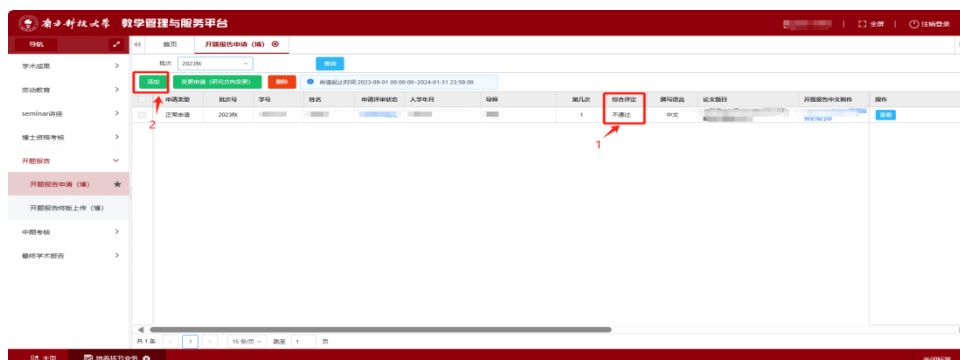 南方科技大学 教学管理与服务平台
全屏
注销登录
导航
首页
开题报告申请（博）
学术成果
劳动教育
seminar讲座
博士资格考核
开题报告
开题报告申请（博）
开题报告终板上传（博）
中期考核
最终学术报告
批次 2023秋
查询
添加
变更申请（研究方向变更）
删除
申请起止时间 2023-09-01 00:00:00~2024-01-31 23:59:00
申请类型 批次号 学号 姓名 申请评审状态 入学年月 导师 第几次 综合评定 撰写语言 论文题目 开题报告中文附件 操作
正常申请 2023秋 1 不通过 中文 查看
2
1
共 1 条 1 15 条/页 跳至 1 页
主页
关闭标签